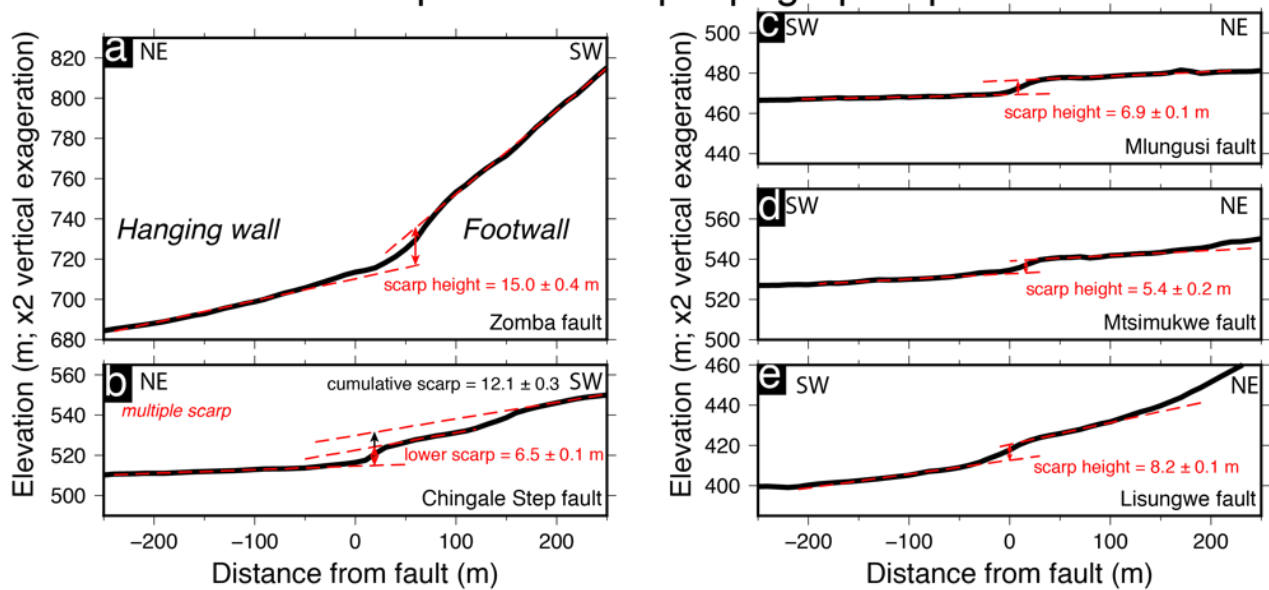 a NE SW
Hanging wall Footwall
scarp height = 15.0 ± 0.4 m
Zomba fault
820
800
780
760
740
720
700
680
b NE SW
cumulative scarp = 12.1 ± 0.3
multiple scarp
lower scarp = 6.5 ± 0.1 m
Chingale Step fault
560
540
520
500
Elevation (m; x2 vertical exageration)
−200 −100 0 100 200
Distance from fault (m)
c SW NE
scarp height = 6.9 ± 0.1 m
Mlungusi fault
500
480
460
440
d SW NE
scarp height = 5.4 ± 0.2 m
Mtsimukwe fault
560
540
520
500
e SW NE
scarp height = 8.2 ± 0.1 m
Lisungwe fault
460
440
420
400
Elevation (m; x2 vertical exageration)
−200 −100 0 100 200
Distance from fault (m)